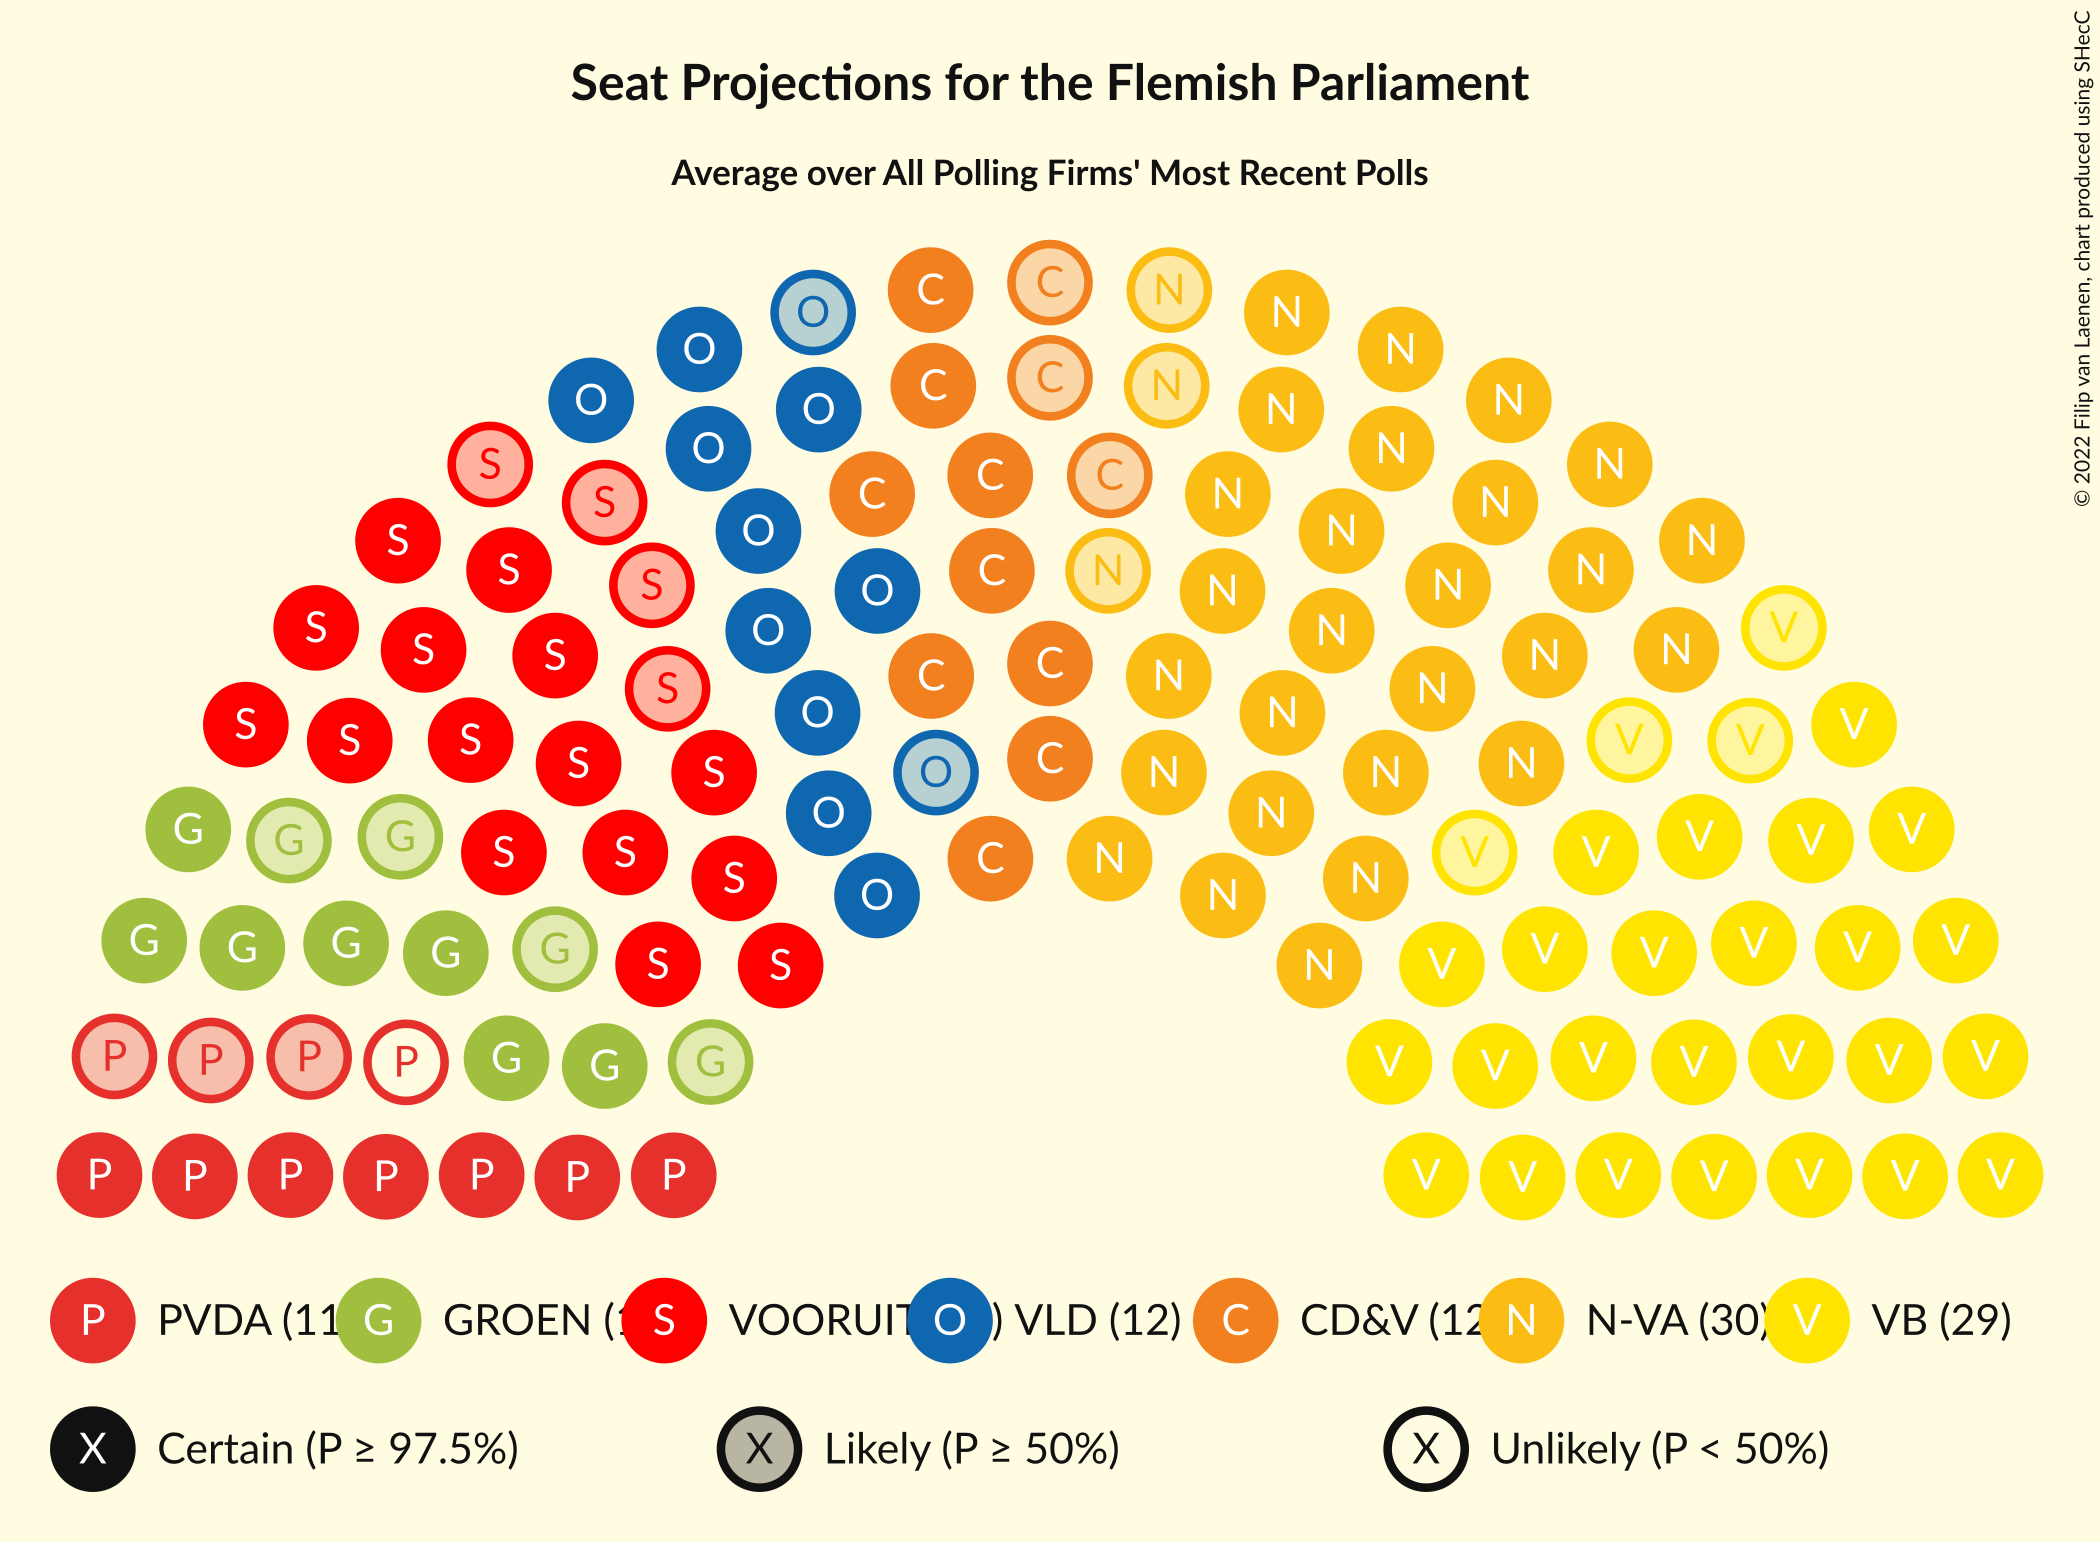 Seat Projections for the Flemish Parliament
Average over All Polling Firms' Most Recent Polls
© 2022 Filip van Laenen, chart produced using SHecC
O C C N N
O N
O C C N N N
O O N
S C C C N N
S O N N
S S O C N N N N
S S O N N V
S S S O C C N N N N
S S S S O C N N N V V V
S S O N N
G G G S S S O C N N N N V V V V V
G G G G G S S N V V V V V V
P P P P G G G V V V V V V V
P P P P P P P V V V V V V V
P PVDA (11 G GROEN ( S VOORUIT O ) VLD (12) C CD&V (12 N N-VA (30) V VB (29)
X Certain (P ≥ 97.5%) X Likely (P ≥ 50%) X Unlikely (P < 50%)